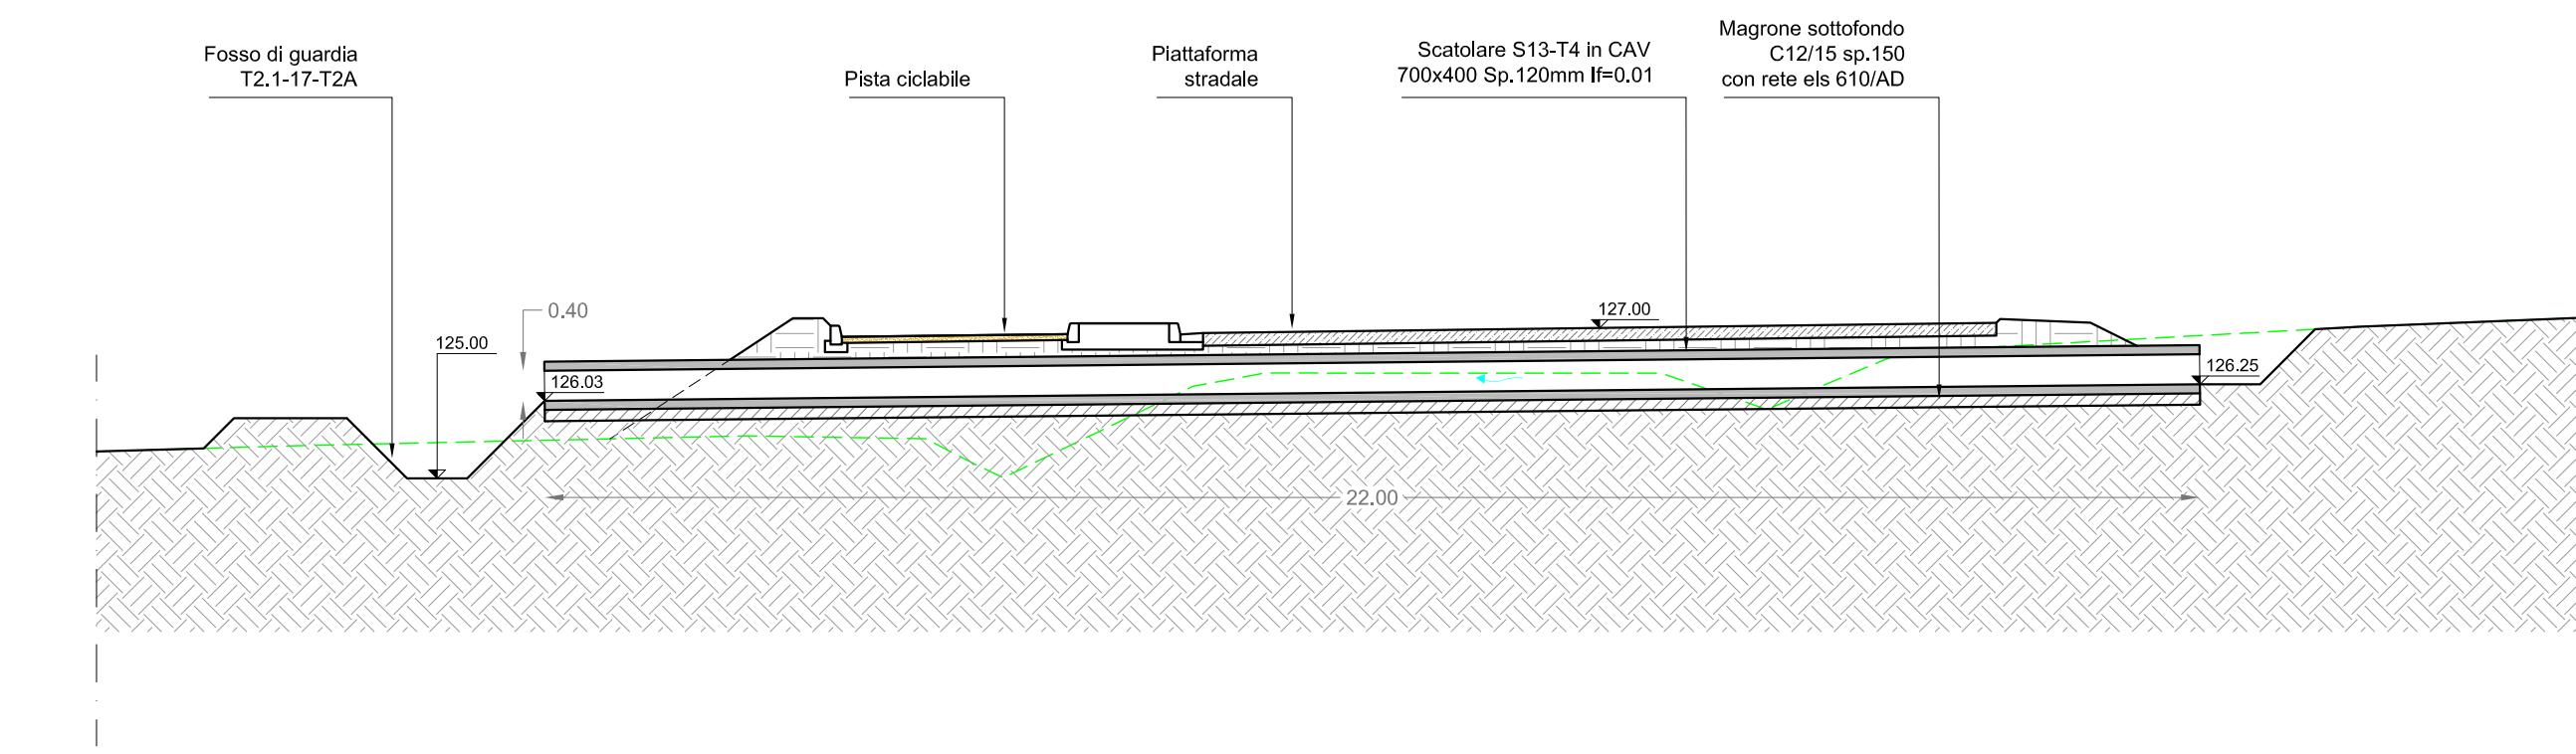 Fosso di guardia
T2.1-17-T2A
Pista ciclabile
Piattaforma
stradale
Scatolare S13-T4 in CAV
700x400 Sp.120mm If=0.01
Magrone sottofondo
C12/15 sp.150
con rete els 610/AD
0.40
127.00
125.00
126.03
126.25
22.00